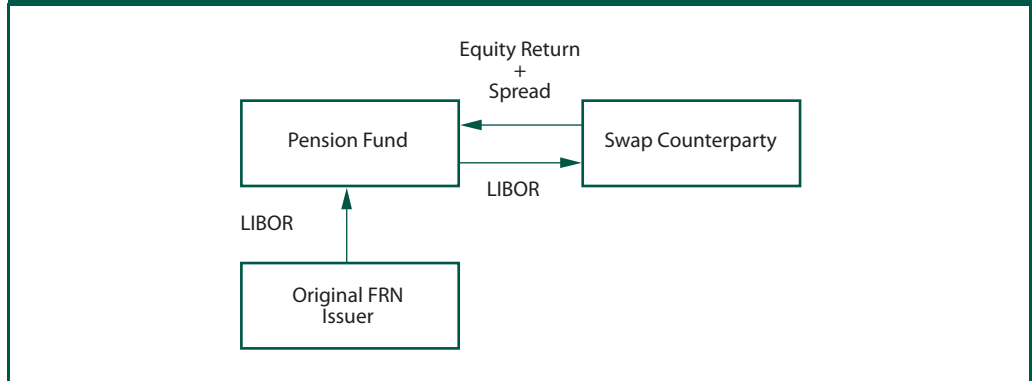 Equity Return
+
Spread
Pension Fund
Swap Counterparty
LIBOR
LIBOR
Original FRN
Issuer